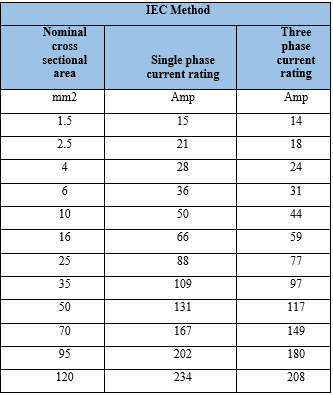 IEC Method
Nominal
cross
sectional
area
Single phase
current rating
Three
phase
current
rating
mm2 Amp Amp
1.5 15 14
2.5 21 18
4 28 24
6 36 31
10 50 44
16 66 59
25 88 77
35 109 97
50 131 117
70 167 149
95 202 180
120 234 208